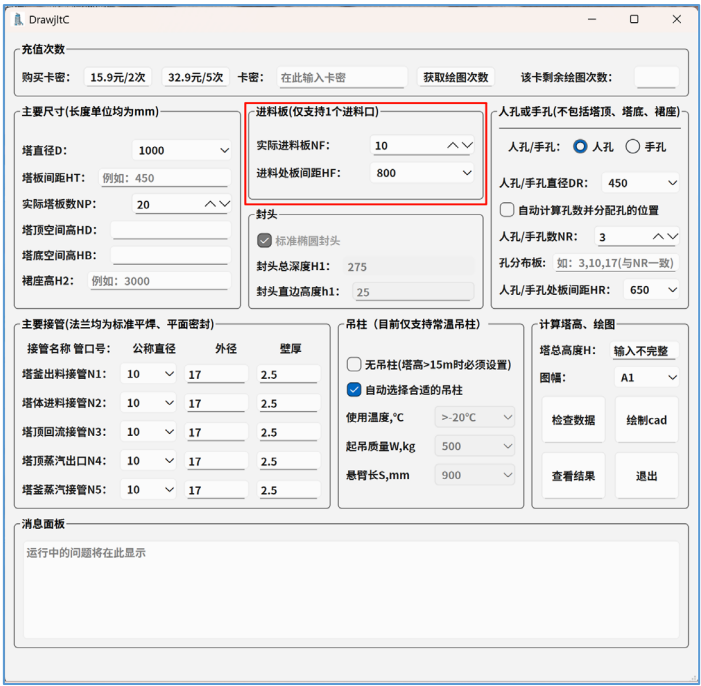 DrawjltC
充值次数
购买卡密: 15.9元/2次 32.9元/5次 卡密: 在此输入卡密 获取绘图次数 该卡剩余绘图次数:
主要尺寸(长度单位均为mm)
塔直径D: 1000
塔板间距HT: 例如: 450
实际塔板数NP: 20
塔顶空间高HD:
塔底空间高HB:
裙座高H2: 例如: 3000
进料板(仅支持1个进料口)
实际进料板NF: 10
进料处板间距HF: 800
封头
标准椭圆封头
封头总深度H1: 275
封头直边高度h1: 25
人孔或手孔(不包括塔顶、塔底、裙座)
人孔/手孔: 人孔 手孔
人孔/手孔直径DR: 450
自动计算孔数并分配孔的位置
人孔/手孔数NR: 3
孔分布板: 如: 3,10,17(与NR一致)
人孔/手孔处板间距HR: 650
主要接管(法兰均为标准平焊、平面密封)
接管名称 管口号: 公称直径 外径 壁厚
塔釜出料接管N1: 10 17 2.5
塔体进料接管N2: 10 17 2.5
塔顶回流接管N3: 10 17 2.5
塔顶蒸汽出口N4: 10 17 2.5
塔釜蒸汽接管N5: 10 17 2.5
吊柱（目前仅支持常温吊柱）
无吊柱(塔高>15m时必须设置)
自动选择合适的吊柱
使用温度,℃ >-20℃
起吊质量W,kg 500
悬臂长S,mm 900
计算塔高、绘图
塔总高度H: 输入不完整
图幅: A1
检查数据 绘制cad
查看结果 退出
消息面板
运行中的问题将在此显示